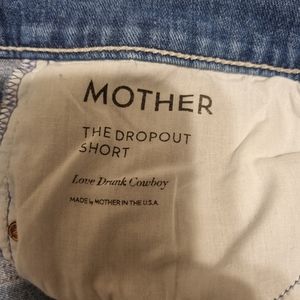 MOTHER
THE DROPOUT
SHORT
Love Drunk Cowboy
MADE by MOTHER IN THE U.S.A.